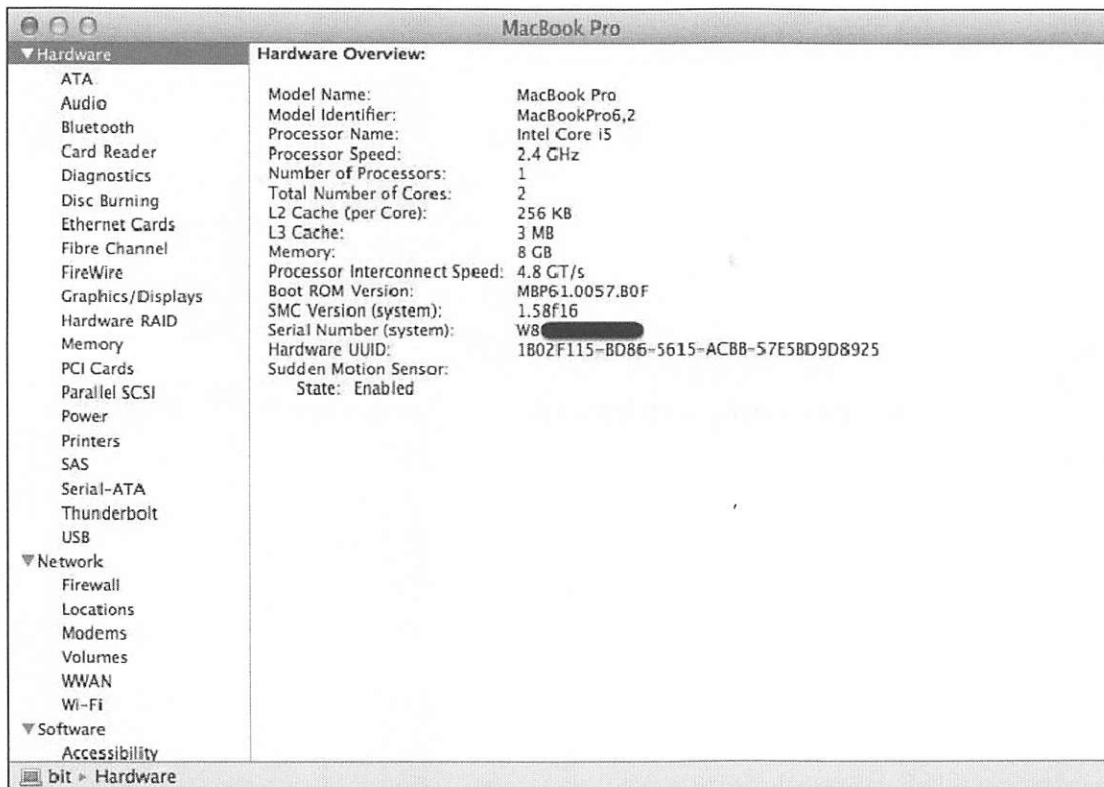 MacBook Pro
▼Hardware
ATA
Audio
Bluetooth
Card Reader
Diagnostics
Disc Burning
Ethernet Cards
Fibre Channel
FireWire
Graphics/Displays
Hardware RAID
Memory
PCI Cards
Parallel SCSI
Power
Printers
SAS
Serial-ATA
Thunderbolt
USB
▼Network
Firewall
Locations
Modems
Volumes
WWAN
Wi-Fi
▼Software
Accessibility
Hardware Overview:
Model Name: MacBook Pro
Model Identifier: MacBookPro6,2
Processor Name: Intel Core i5
Processor Speed: 2.4 GHz
Number of Processors: 1
Total Number of Cores: 2
L2 Cache (per Core): 256 KB
L3 Cache: 3 MB
Memory: 8 GB
Processor Interconnect Speed: 4.8 GT/s
Boot ROM Version: MBP61.0057.B0F
SMC Version (system): 1.58f16
Serial Number (system): W8
Hardware UUID: 1B02F115-BD86-5615-ACBB-57E5BD9D8925
Sudden Motion Sensor:
State: Enabled
bit ▸ Hardware